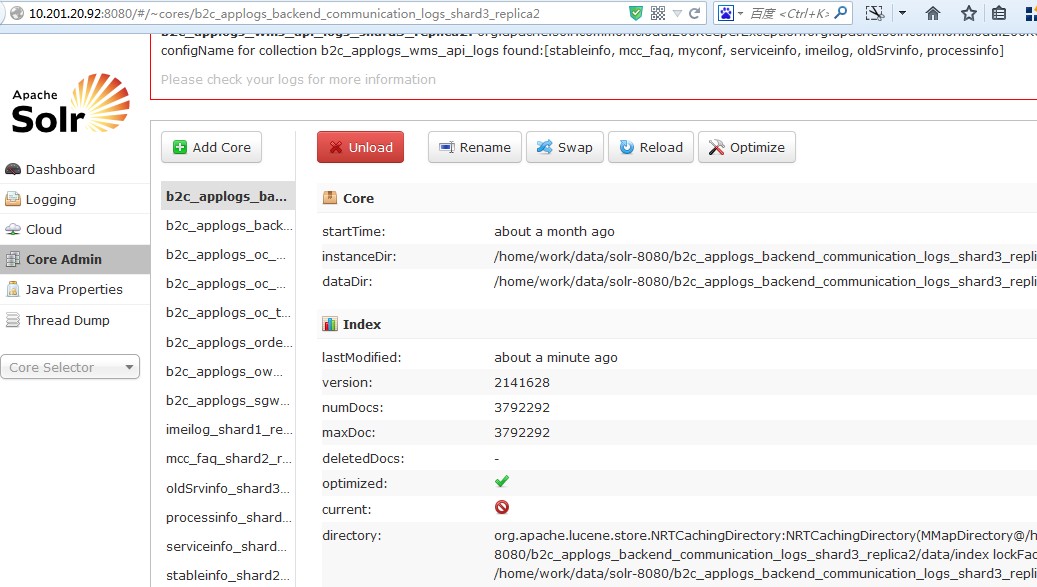 10.201.20.92:8080/#/~cores/b2c_applogs_backend_communication_logs_shard3_replica2
百度 <Ctrl+K>
configName for collection b2c_applogs_wms_api_logs found:[stableinfo, mcc_faq, myconf, serviceinfo, imeilog, oldSrvinfo, processinfo]
Please check your logs for more information
Apache
Solr
Dashboard
Logging
Cloud
Core Admin
Java Properties
Thread Dump
Core Selector
Add Core
b2c_applogs_ba...
b2c_applogs_back...
b2c_applogs_oc_...
b2c_applogs_oc_...
b2c_applogs_oc_t...
b2c_applogs_orde...
b2c_applogs_ow...
b2c_applogs_sgw...
imeilog_shard1_re...
mcc_faq_shard2_r...
oldSrvinfo_shard3...
processinfo_shard...
serviceinfo_shard...
stableinfo_shard2...
Unload
Rename
Swap
Reload
Optimize
Core
startTime: about a month ago
instanceDir: /home/work/data/solr-8080/b2c_applogs_backend_communication_logs_shard3_repli
dataDir: /home/work/data/solr-8080/b2c_applogs_backend_communication_logs_shard3_repli
Index
lastModified: about a minute ago
version: 2141628
numDocs: 3792292
maxDoc: 3792292
deletedDocs: -
optimized:
current:
directory: org.apache.lucene.store.NRTCachingDirectory:NRTCachingDirectory(MMapDirectory@/h
8080/b2c_applogs_backend_communication_logs_shard3_replica2/data/index lockFac
/home/work/data/solr-8080/b2c_applogs_backend_communication_logs_shard3_repli